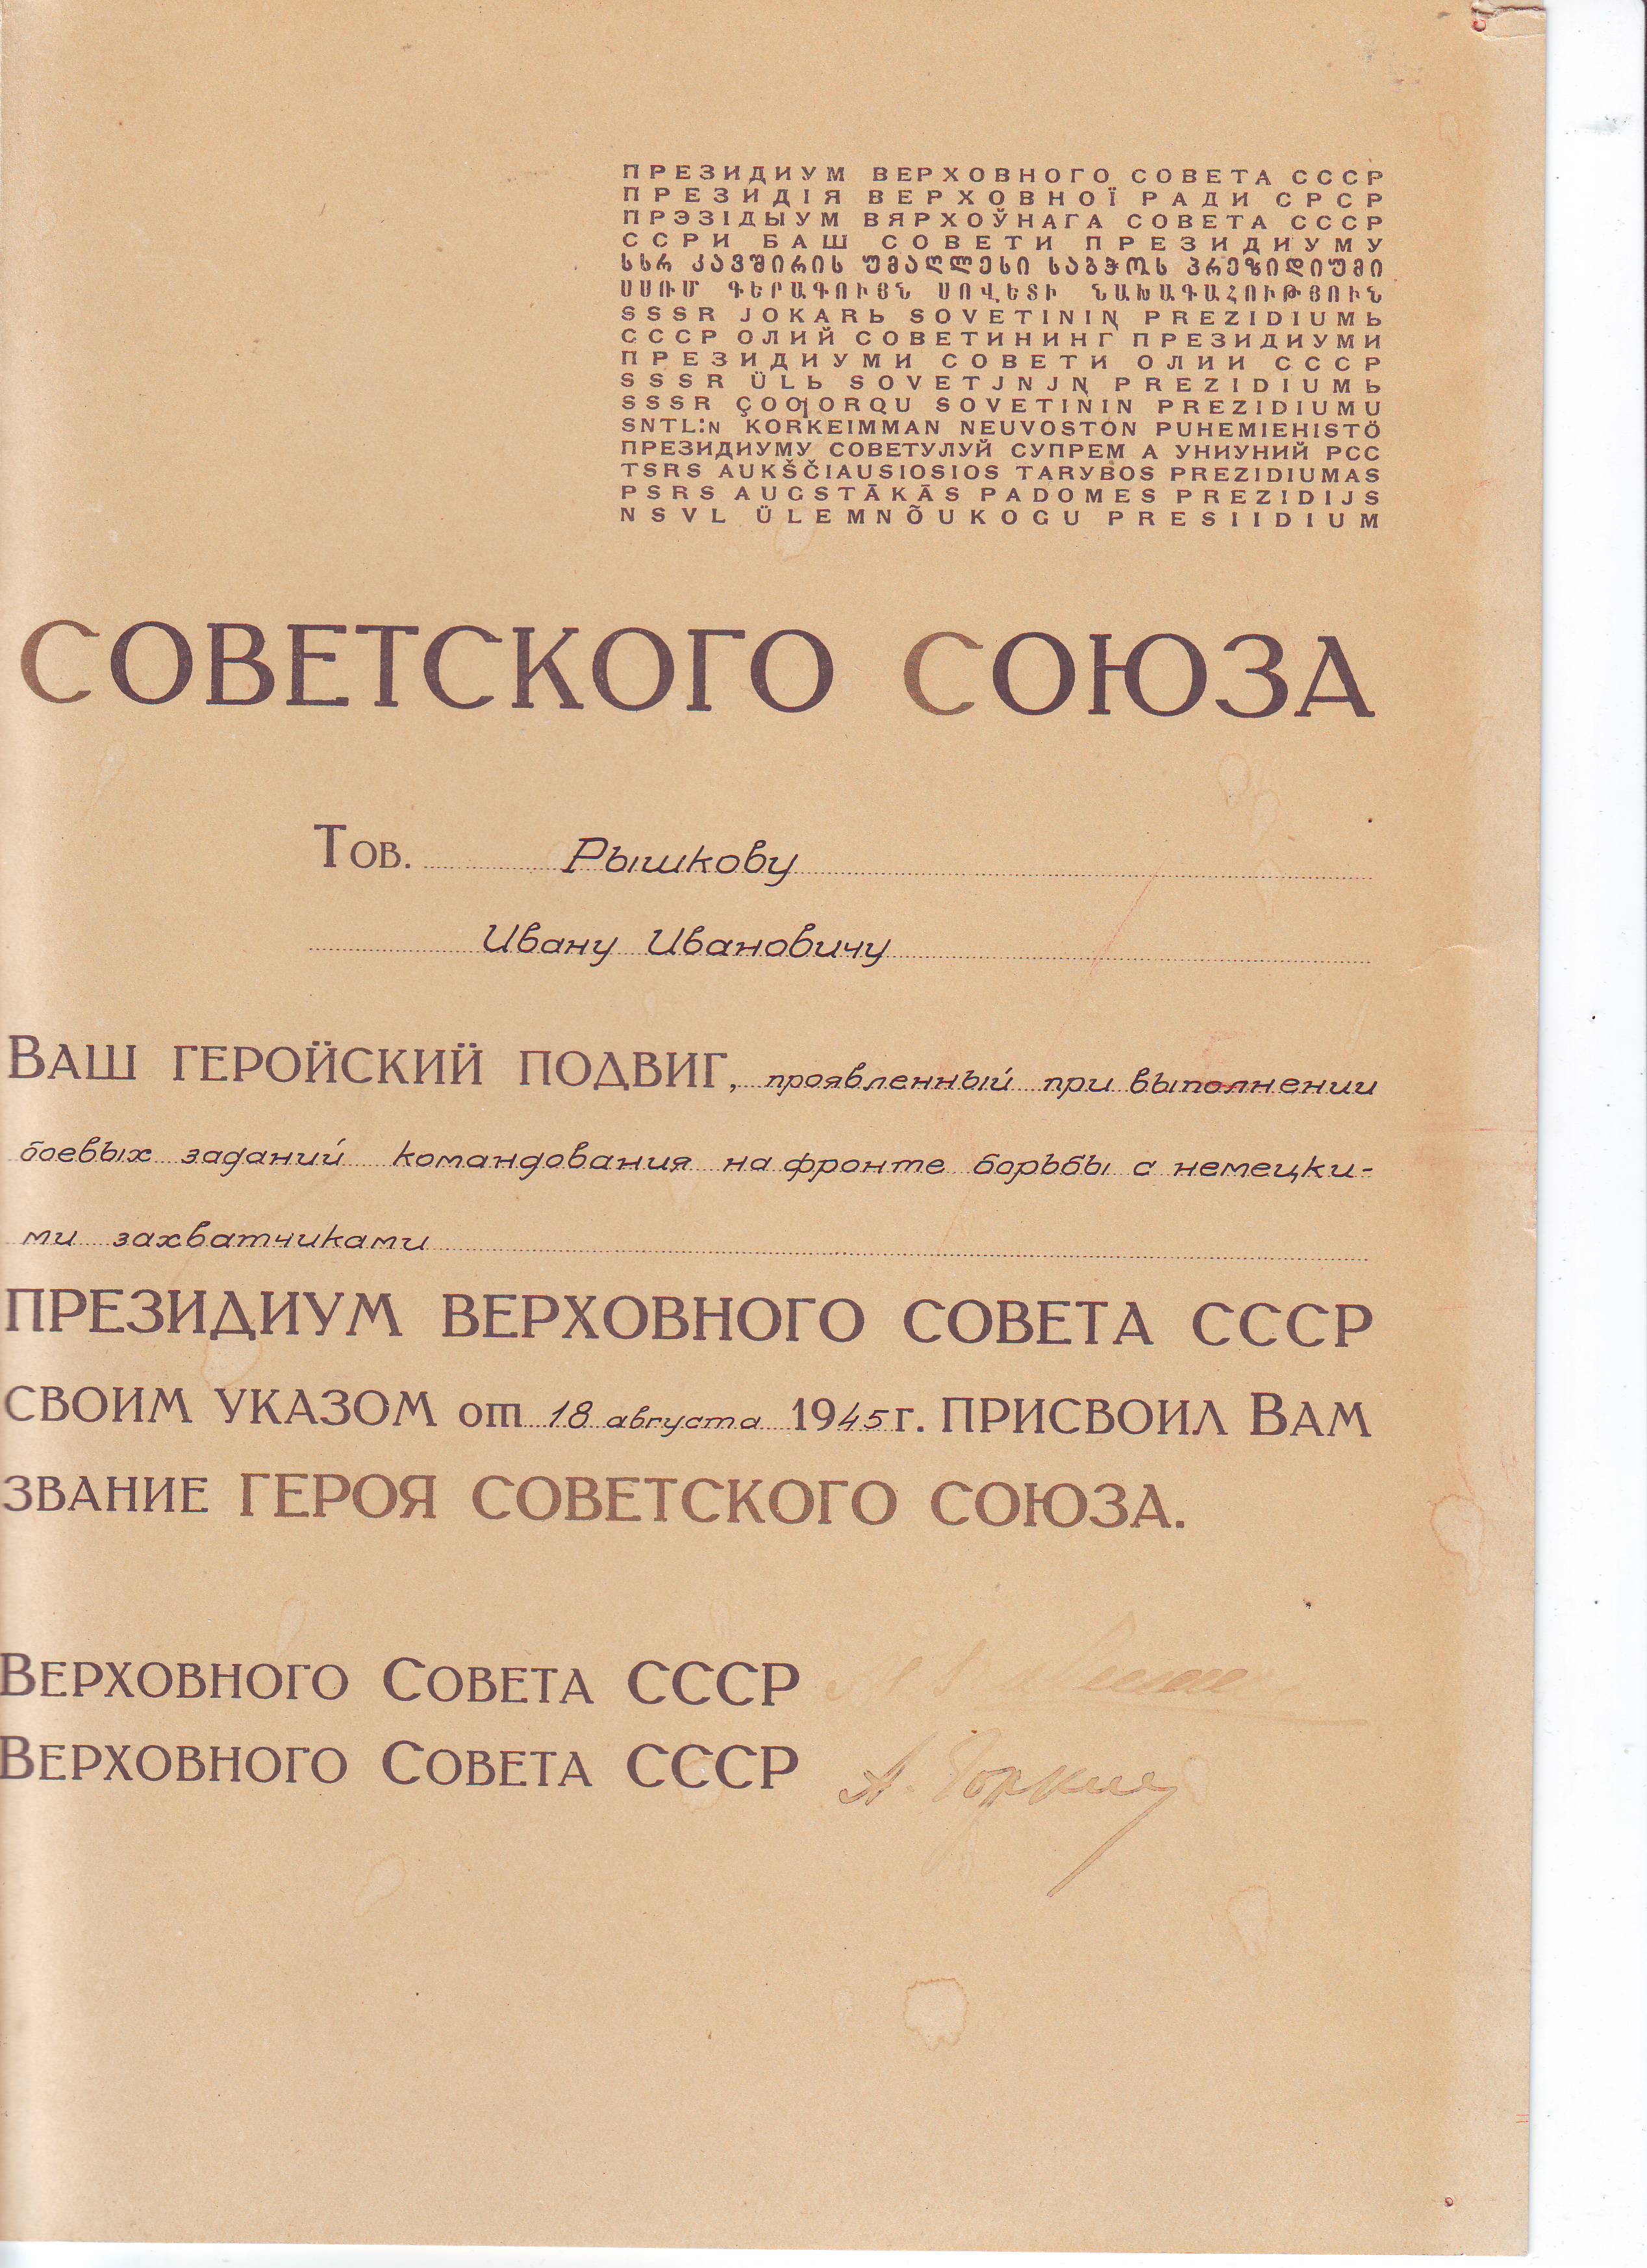 ПРЕЗИДИУМ ВЕРХОВНОГО СОВЕТА СССР
ПРЕЗИДІЯ ВЕРХОВНОЇ РАДИ СРСР
ПРЭЗІДЫУМ ВЯРХОЎНАГА СОВЕТА СССР
ССРИ БАШ СОВЕТИ ПРЕЗИДИУМУ
სსრ კავშირის უმაღლესი საბჭოს პრეზიდიუმი
ՍՍՌՄ ԳԵՐԱԳՈՒՅՆ ՍՈՎԵՏԻ ՆԱԽԱԳԱՀՈՒԹՅՈՒՆ
SSSR JOKARЬ SOVETININ̡ PREZIDIUMЬ
СССР ОЛИЙ СОВЕТИНИНГ ПРЕЗИДИУМИ
ПРЕЗИДИУМИ СОВЕТИ ОЛИИ СССР
SSSR ÜLЬ SOVETJNJN̡ PREZIDIUMЬ
SSSR ÇOƢORQU SOVETININ PREZIDIUMU
SNTL:N KORKEIMMAN NEUVOSTON PUHEMIEHISTÖ
ПРЕЗИДИУМУ СОВЕТУЛУЙ СУПРЕМ А УНИУНИЙ РСС
TSRS AUKŠČIAUSIOSIOS TARYBOS PREZIDIUMAS
PSRS AUGSTĀKĀS PADOMES PREZIDIJS
NSVL ÜLEMNÕUKOGU PRESIIDIUM
СОВЕТСКОГО СОЮЗА
Тов. Рышкову
Ивану Ивановичу
Ваш геройский подвиг, проявленный при выполнении
боевых заданий командования на фронте борьбы с немецки-
ми захватчиками
ПРЕЗИДИУМ ВЕРХОВНОГО СОВЕТА СССР
своим указом от 18 августа 1945 г. присвоил Вам
звание ГЕРОЯ СОВЕТСКОГО СОЮЗА.
Верховного Совета СССР
Верховного Совета СССР А. Горкин